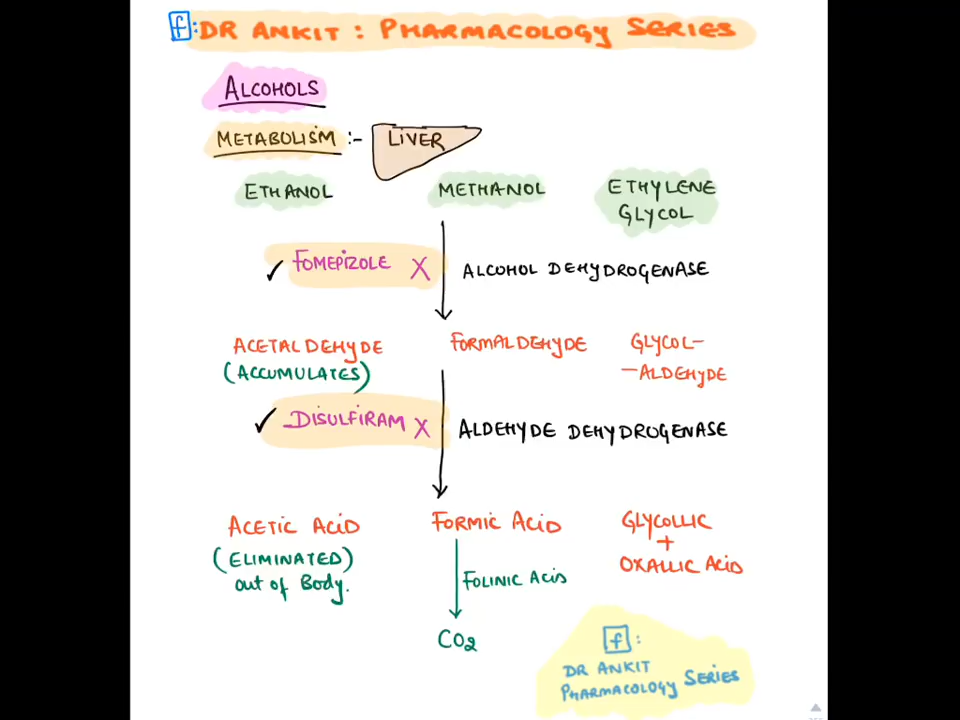 f: DR ANKIT : PHARMACOLOGY SERIES
ALCOHOLS
METABOLISM :- LIVER
ETHANOL METHANOL ETHYLENE
GLYCOL
✓ FOMEPIZOLE X ALCOHOL DEHYDROGENASE
ACETALDEHYDE FORMALDEHYDE GLYCOL-
(ACCUMULATES) -ALDEHYDE
✓ DISULFIRAM X ALDEHYDE DEHYDROGENASE
ACETIC ACID FORMIC ACID GLYCOLLIC
+
(ELIMINATED) OXALLIC ACID
out of Body. FOLINIC ACID
CO2
f:
DR ANKIT
PHARMACOLOGY SERIES